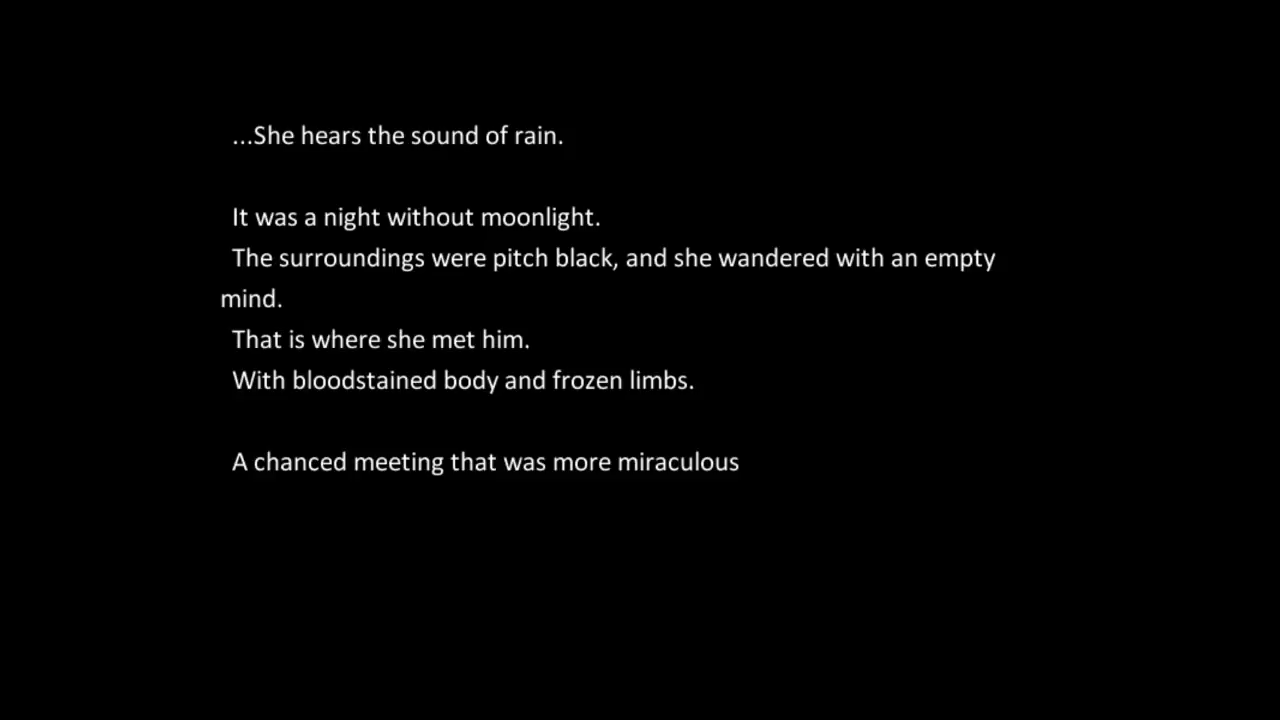 ...She hears the sound of rain.
It was a night without moonlight.
The surroundings were pitch black, and she wandered with an empty
mind.
That is where she met him.
With bloodstained body and frozen limbs.
A chanced meeting that was more miraculous